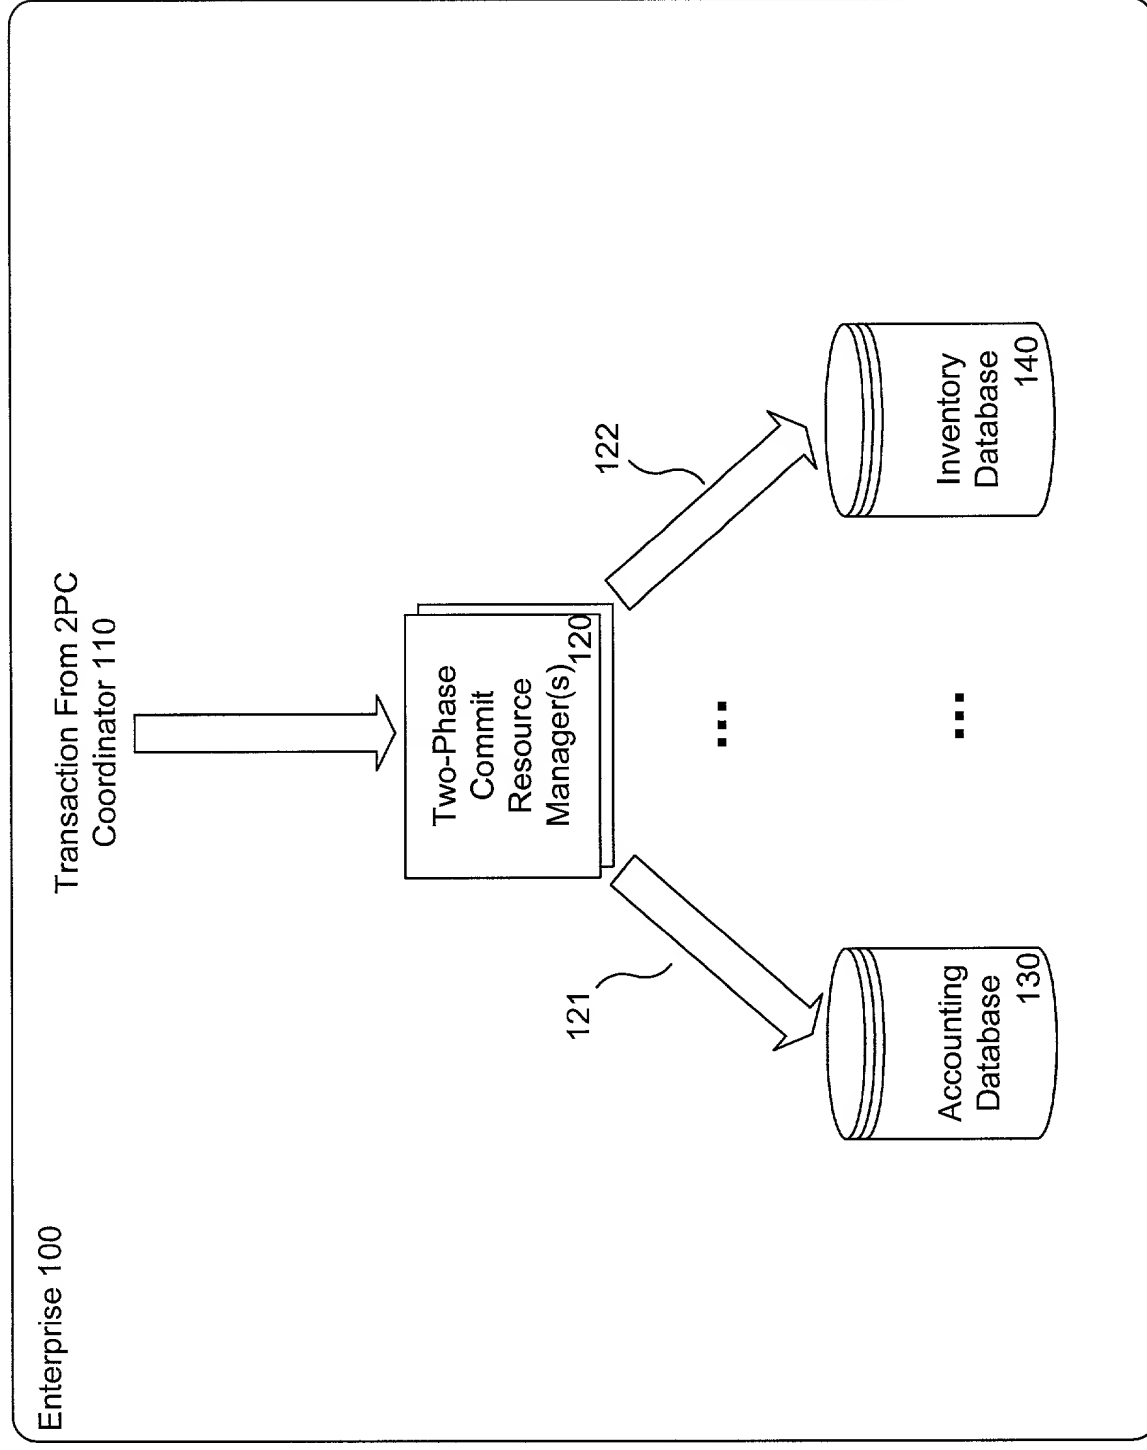 Enterprise 100
Transaction From 2PC
Coordinator 110
Two-Phase
Commit
Resource
Manager(s)120
121
122
...
Accounting
Database
130
...
Inventory
Database
140